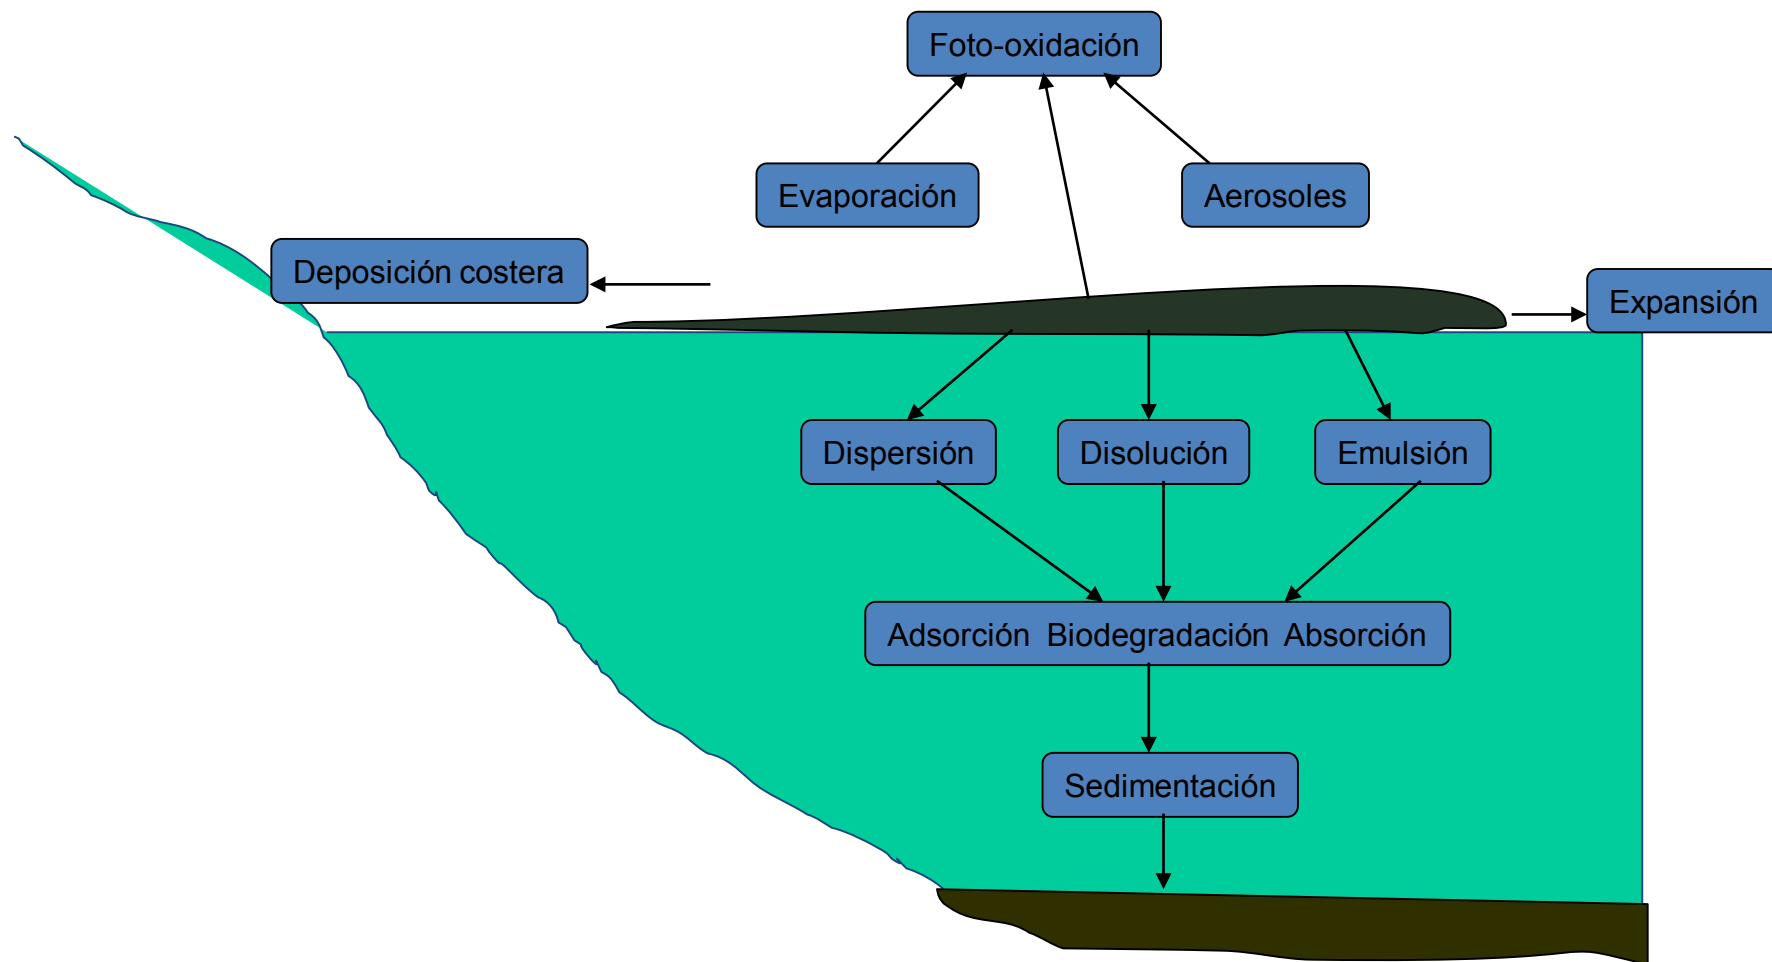 Foto-oxidación
Evaporación
Aerosoles
Deposición costera
Expansión
Dispersión
Disolución
Emulsión
Adsorción Biodegradación Absorción
Sedimentación